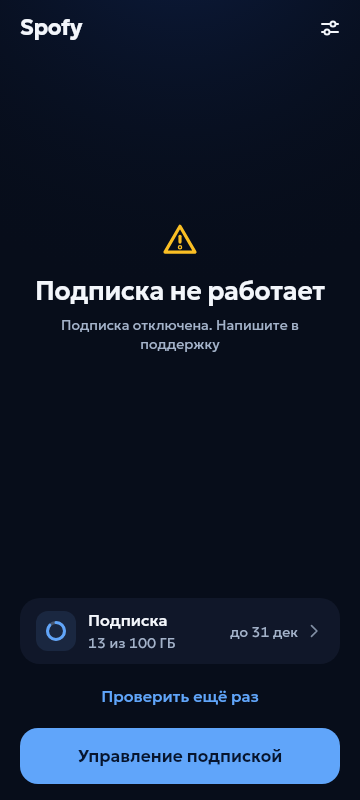 Spofy
Подписка не работает
Подписка отключена. Напишите в
поддержку
Подписка
13 из 100 ГБ
до 31 дек
Проверить ещё раз
Управление подпиской